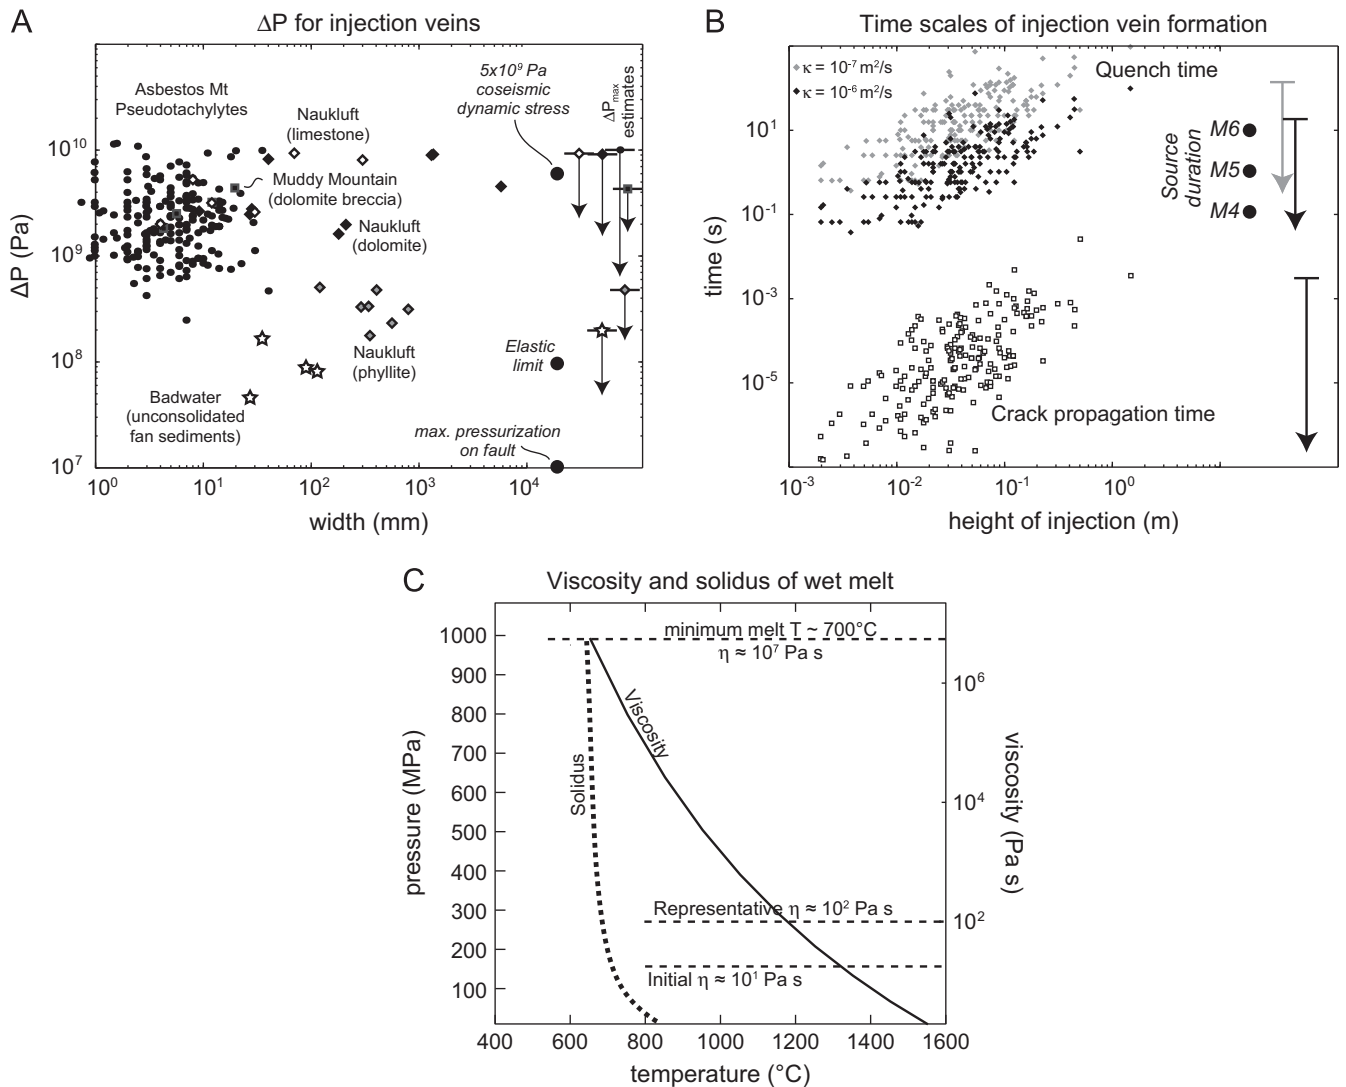 A
ΔP for injection veins
ΔP (Pa)
10¹⁰
10⁹
10⁸
10⁷
10⁰
10¹
10²
10³
10⁴
width (mm)
Asbestos Mt
Pseudotachylytes
Naukluft
(limestone)
Muddy Mountain
(dolomite breccia)
Naukluft
(dolomite)
Naukluft
(phyllite)
Badwater
(unconsolidated
fan sediments)
5x10⁹ Pa
coseismic
dynamic stress
ΔPmax
estimates
Elastic
limit
max. pressurization
on fault
B
Time scales of injection vein formation
κ = 10⁻⁷ m²/s
κ = 10⁻⁶ m²/s
Quench time
Source
duration
M6
M5
M4
Crack propagation time
time (s)
10¹
10⁻¹
10⁻³
10⁻⁵
10⁻³
10⁻²
10⁻¹
10⁰
height of injection (m)
C
Viscosity and solidus of wet melt
minimum melt T ~ 700°C
η ≈ 10⁷ Pa s
Viscosity
Solidus
Representative η ≈ 10² Pa s
Initial η ≈ 10¹ Pa s
pressure (MPa)
1000
900
800
700
600
500
400
300
200
100
viscosity (Pa s)
10⁶
10⁴
10²
400
600
800
1000
1200
1400
1600
temperature (°C)